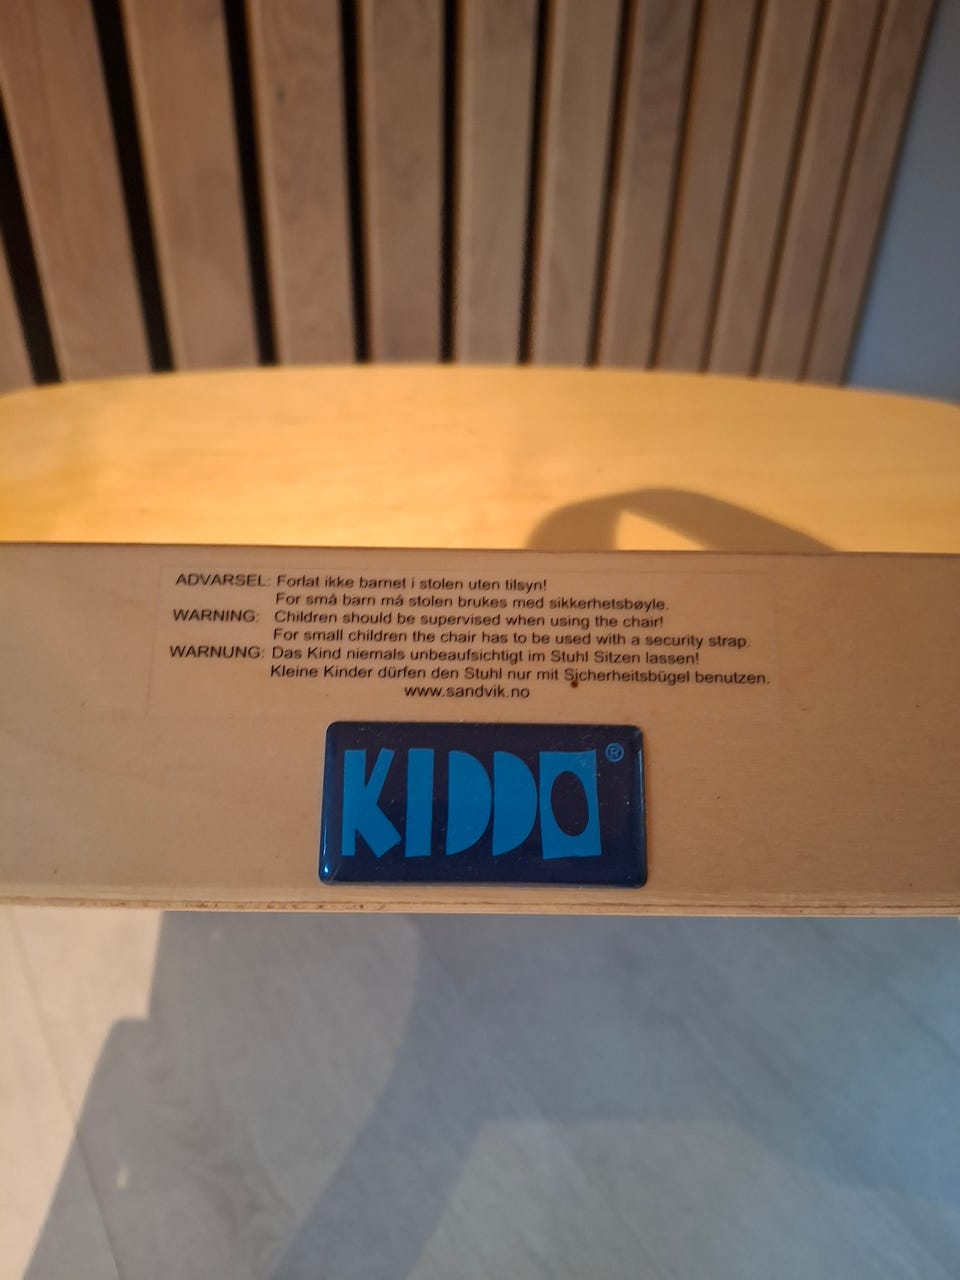 ADVARSEL: Forlat ikke barnet i stolen uten tilsyn!
For små barn må stolen brukes med sikkerhetsbøyle.
WARNING: Children should be supervised when using the chair!
For small children the chair has to be used with a security strap.
WARNUNG: Das Kind niemals unbeaufsichtigt im Stuhl Sitzen lassen!
Kleine Kinder dürfen den Stuhl nur mit Sicherheitsbügel benutzen.
www.sandvik.no
KIDDO®